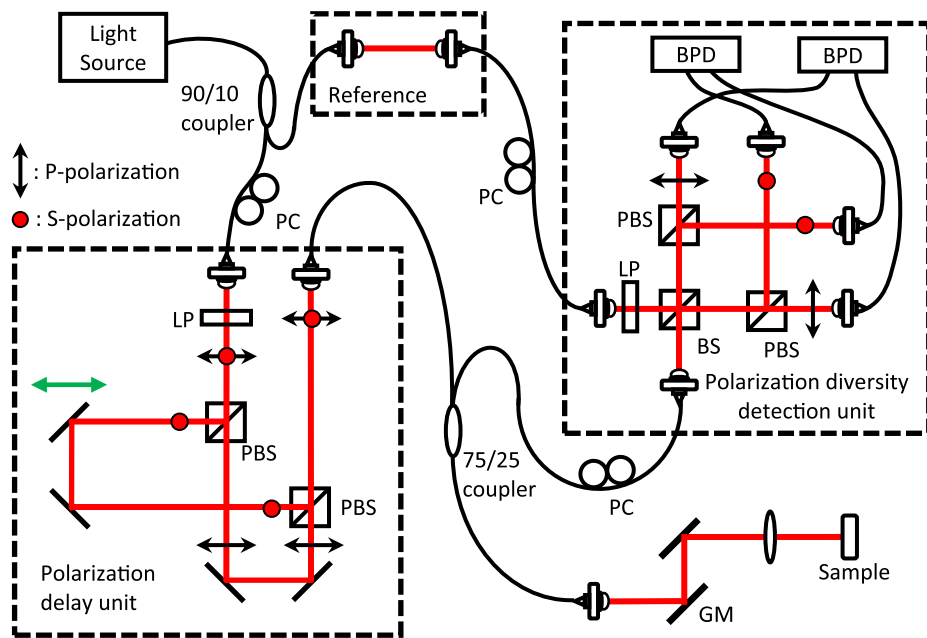 Light
Source
90/10
coupler
Reference
BPD
BPD
: P-polarization
: S-polarization
PC
PC
PBS
LP
BS
PBS
Polarization diversity
detection unit
LP
PBS
PBS
Polarization
delay unit
75/25
coupler
PC
GM
Sample